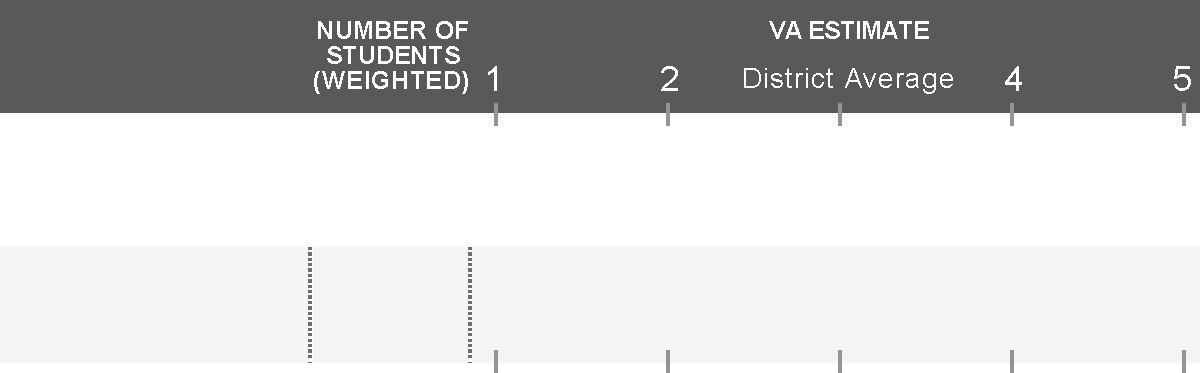 NUMBER OF
STUDENTS
(WEIGHTED)
VA ESTIMATE
1 2 District Average 4 5